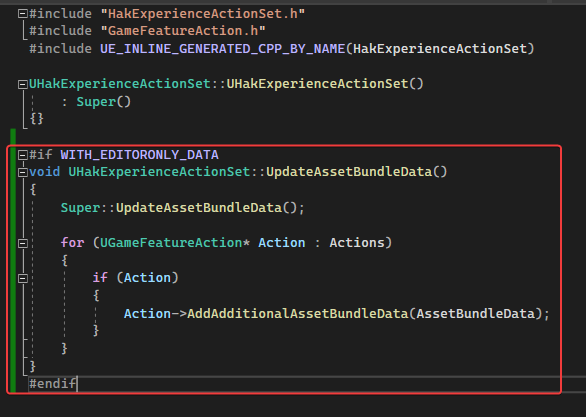 #include "HakExperienceActionSet.h"
#include "GameFeatureAction.h"
#include UE_INLINE_GENERATED_CPP_BY_NAME(HakExperienceActionSet)
UHakExperienceActionSet::UHakExperienceActionSet()
: Super()
{}
#if WITH_EDITORONLY_DATA
void UHakExperienceActionSet::UpdateAssetBundleData()
{
Super::UpdateAssetBundleData();
for (UGameFeatureAction* Action : Actions)
{
if (Action)
{
Action->AddAdditionalAssetBundleData(AssetBundleData);
}
}
}
#endif